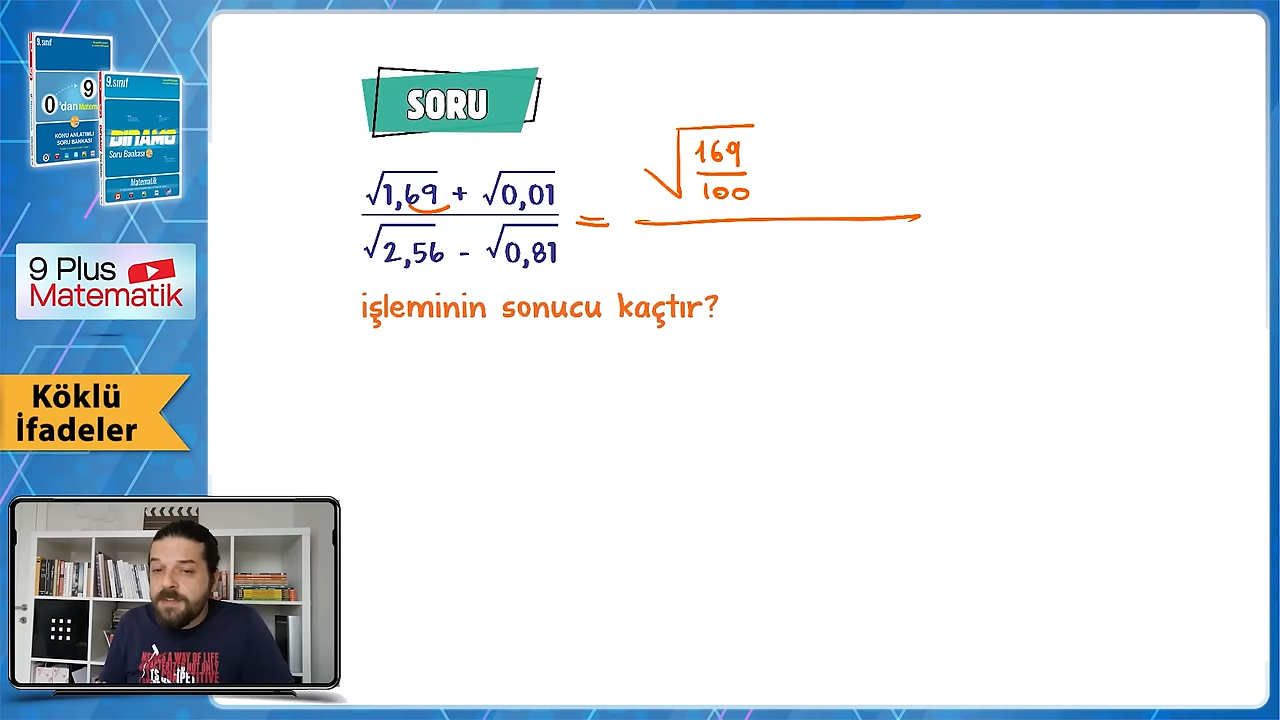 9.sınıf
0'dan 9 Matematik
KONU ANLATIMLI
SORU BANKASI
9.sınıf
DİNAMO
Soru Bankası
Matematik
9 Plus
Matematik
Köklü
İfadeler
SORU
√1,69 + √0,01
√2,56 - √0,81
=
√169/100
işleminin sonucu kaçtır?